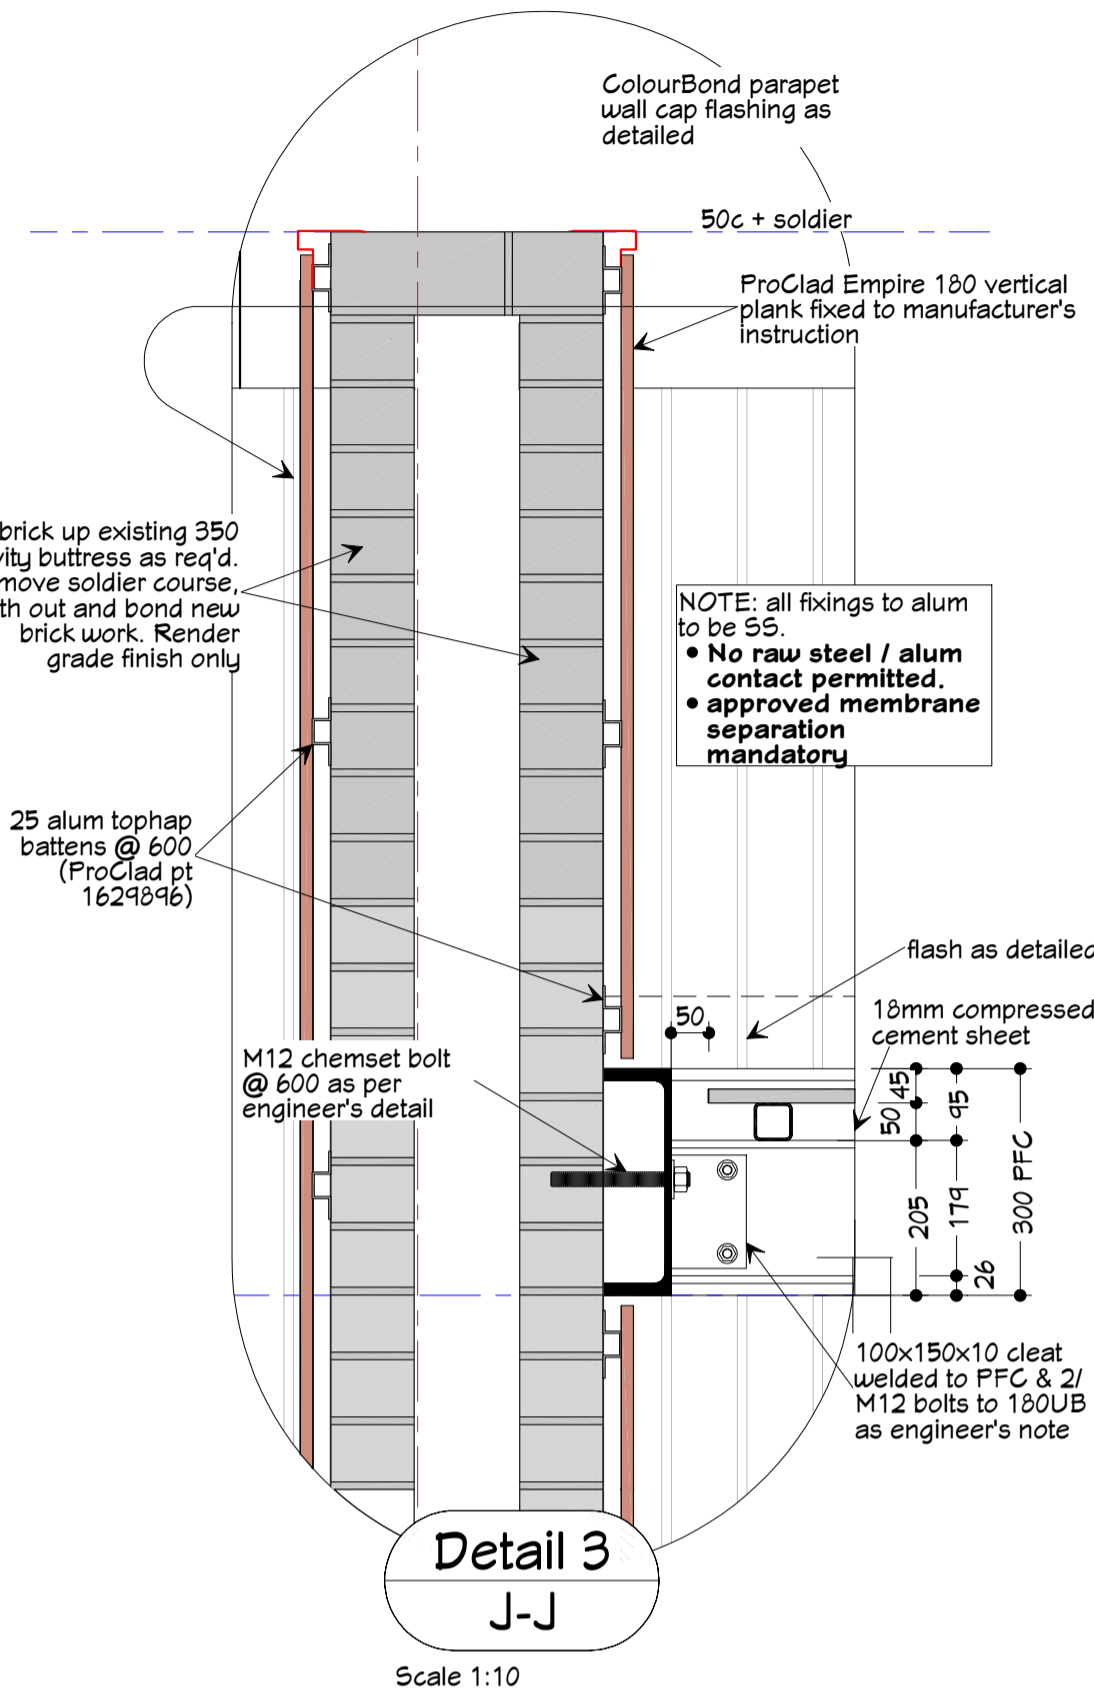 ColourBond parapet
wall cap flashing as
detailed
50c + soldier
ProClad Empire 180 vertical
plank fixed to manufacturer's
instruction
brick up existing 350
vity buttress as req'd.
move soldier course,
th out and bond new
brick work. Render
grade finish only
NOTE: all fixings to alum
to be SS.
• No raw steel / alum
contact permitted.
• approved membrane
separation
mandatory
25 alum tophap
battens @ 600
(ProClad pt
1629896)
flash as detailed
18mm compressed
cement sheet
50
M12 chemset bolt
@ 600 as per
engineer's detail
45
50
95
205
179
26
300 PFC
100x150x10 cleat
welded to PFC & 2/
M12 bolts to 180UB
as engineer's note
Detail 3
J-J
Scale 1:10